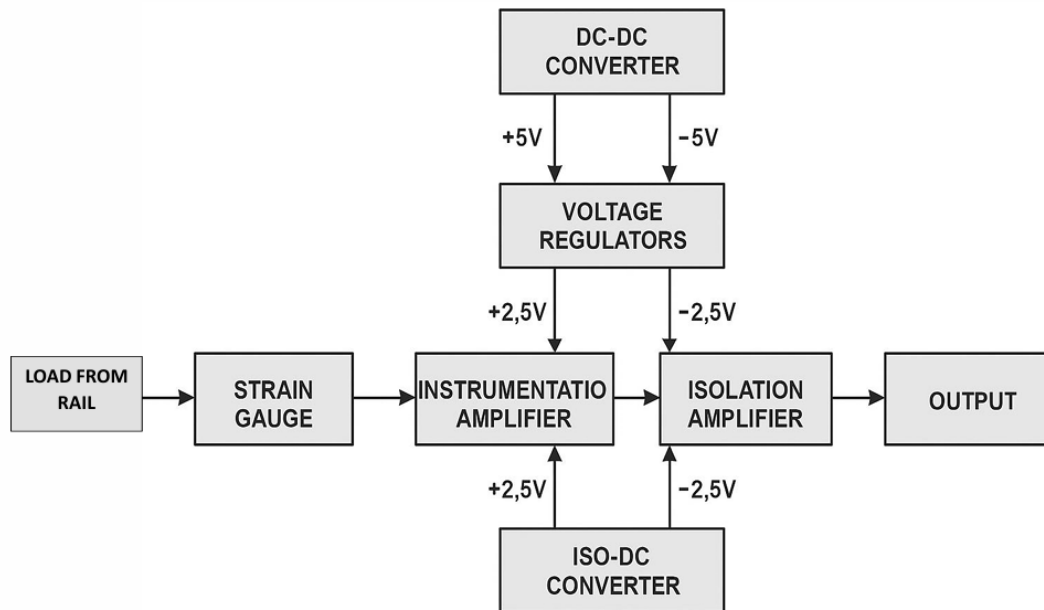 DC-DC
CONVERTER
+5V
−5V
VOLTAGE
REGULATORS
+2,5V
−2,5V
LOAD FROM
RAIL
STRAIN
GAUGE
INSTRUMENTATIO
AMPLIFIER
ISOLATION
AMPLIFIER
OUTPUT
+2,5V
−2,5V
ISO-DC
CONVERTER